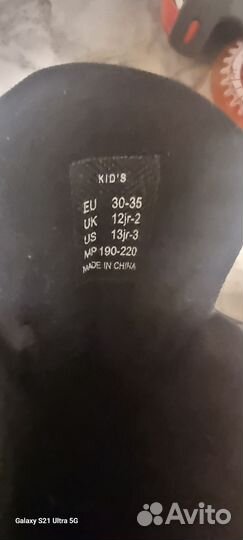 KID'S
EU 30-35
UK 12jr-2
US 13jr-3
MP 190-220
MADE IN CHINA
Galaxy S21 Ultra 5G
Avito